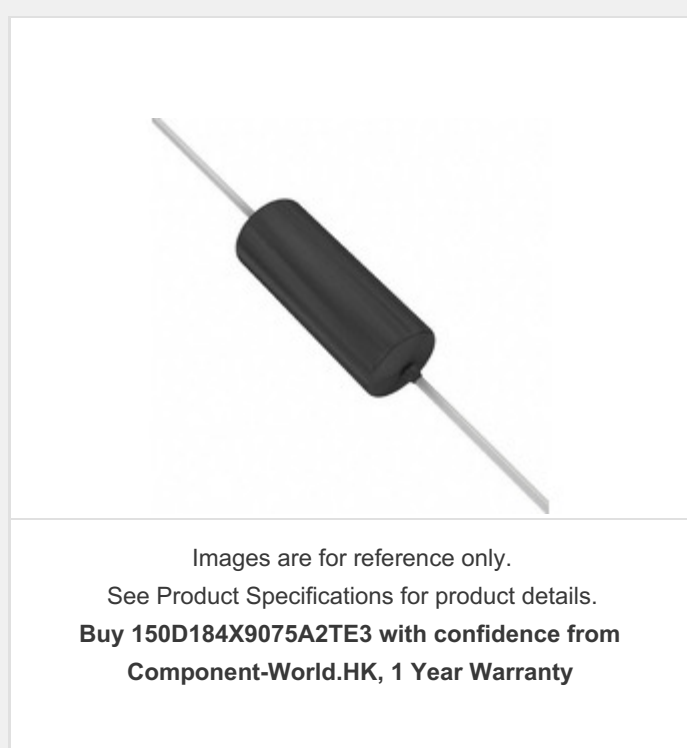 Images are for reference only.
See Product Specifications for product details.
Buy 150D184X9075A2TE3 with confidence from
Component-World.HK, 1 Year Warranty